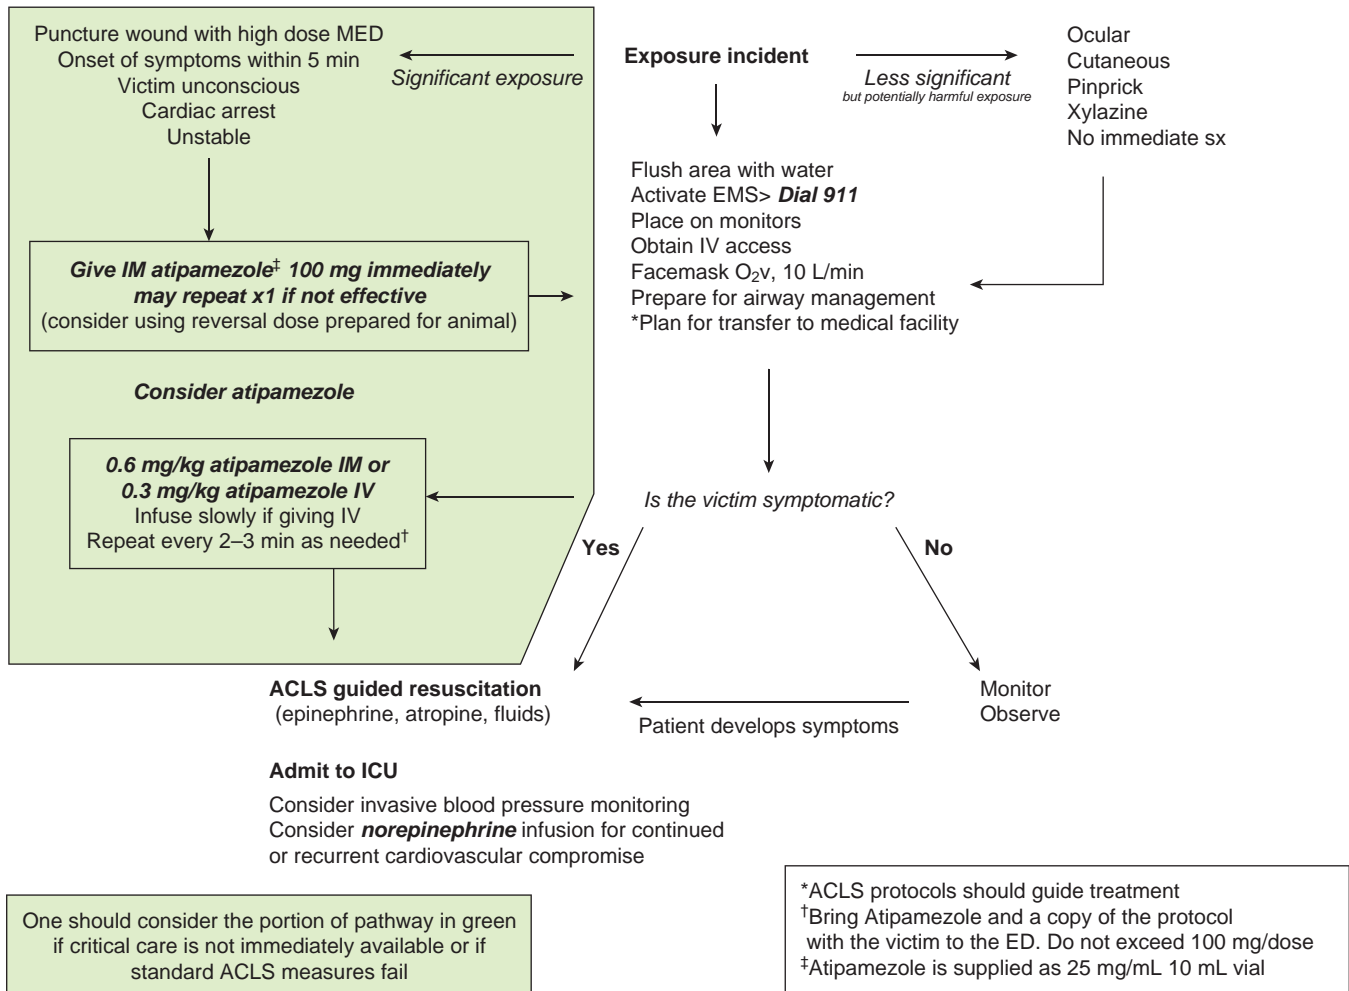 Puncture wound with high dose MED
Onset of symptoms within 5 min
Victim unconscious
Cardiac arrest
Unstable
Significant exposure
Exposure incident
Less significant
but potentially harmful exposure
Ocular
Cutaneous
Pinprick
Xylazine
No immediate sx
Flush area with water
Activate EMS> Dial 911
Place on monitors
Obtain IV access
Facemask O₂v, 10 L/min
Prepare for airway management
*Plan for transfer to medical facility
Give IM atipamezole‡ 100 mg immediately
may repeat x1 if not effective
(consider using reversal dose prepared for animal)
Consider atipamezole
0.6 mg/kg atipamezole IM or
0.3 mg/kg atipamezole IV
Infuse slowly if giving IV
Repeat every 2–3 min as needed†
Is the victim symptomatic?
Yes
No
ACLS guided resuscitation
(epinephrine, atropine, fluids)
Patient develops symptoms
Monitor
Observe
Admit to ICU
Consider invasive blood pressure monitoring
Consider norepinephrine infusion for continued
or recurrent cardiovascular compromise
One should consider the portion of pathway in green
if critical care is not immediately available or if
standard ACLS measures fail
*ACLS protocols should guide treatment
†Bring Atipamezole and a copy of the protocol
with the victim to the ED. Do not exceed 100 mg/dose
‡Atipamezole is supplied as 25 mg/mL 10 mL vial